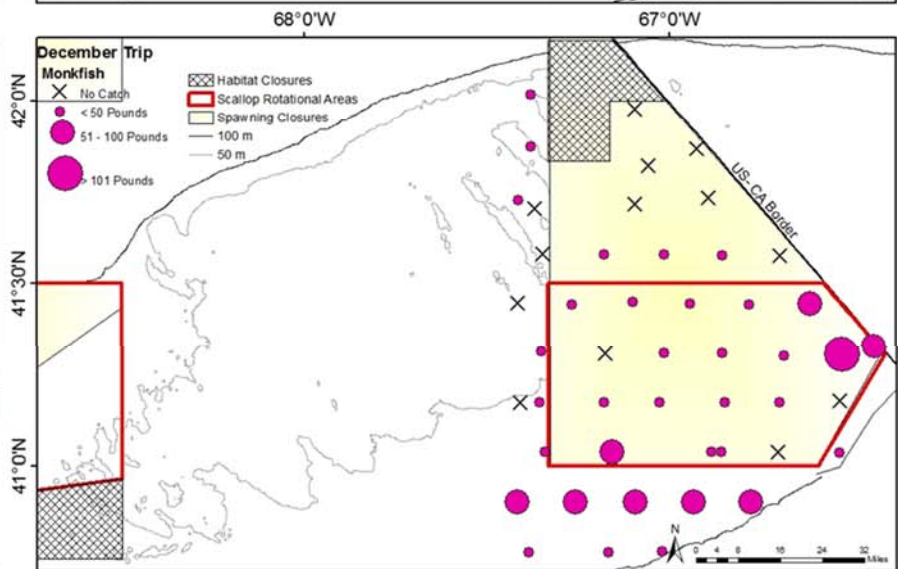 68°0'W 67°0'W
December Trip
Monkfish
No Catch
< 50 Pounds
51 - 100 Pounds
> 101 Pounds
Habitat Closures
Scallop Rotational Areas
Spawning Closures
100 m
50 m
42°0'N
US- CA Border
41°30'N
41°0'N
N
0 4 8 16 24 32
Miles